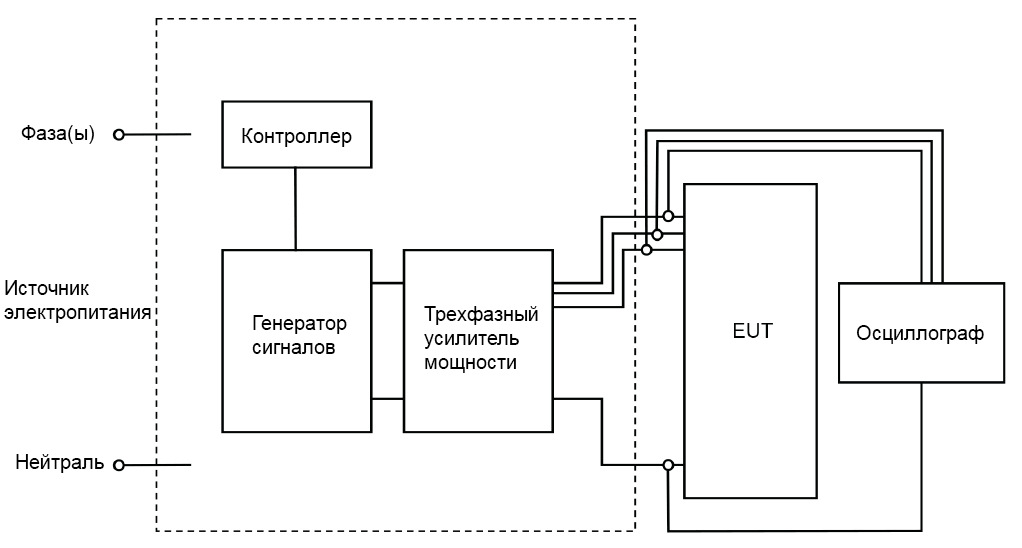 Фаза(ы)
Контроллер
Источник
электропитания
Генератор
сигналов
Трехфазный
усилитель
мощности
EUT
Осциллограф
Нейтраль